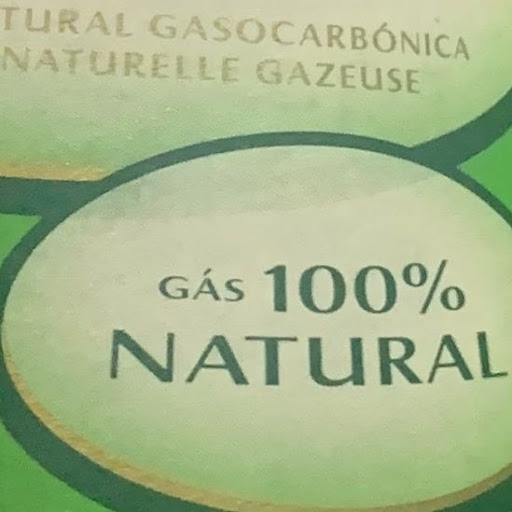 TURAL GASOCARBÓNICA
NATURELLE GAZEUSE
GÁS 100%
NATURAL